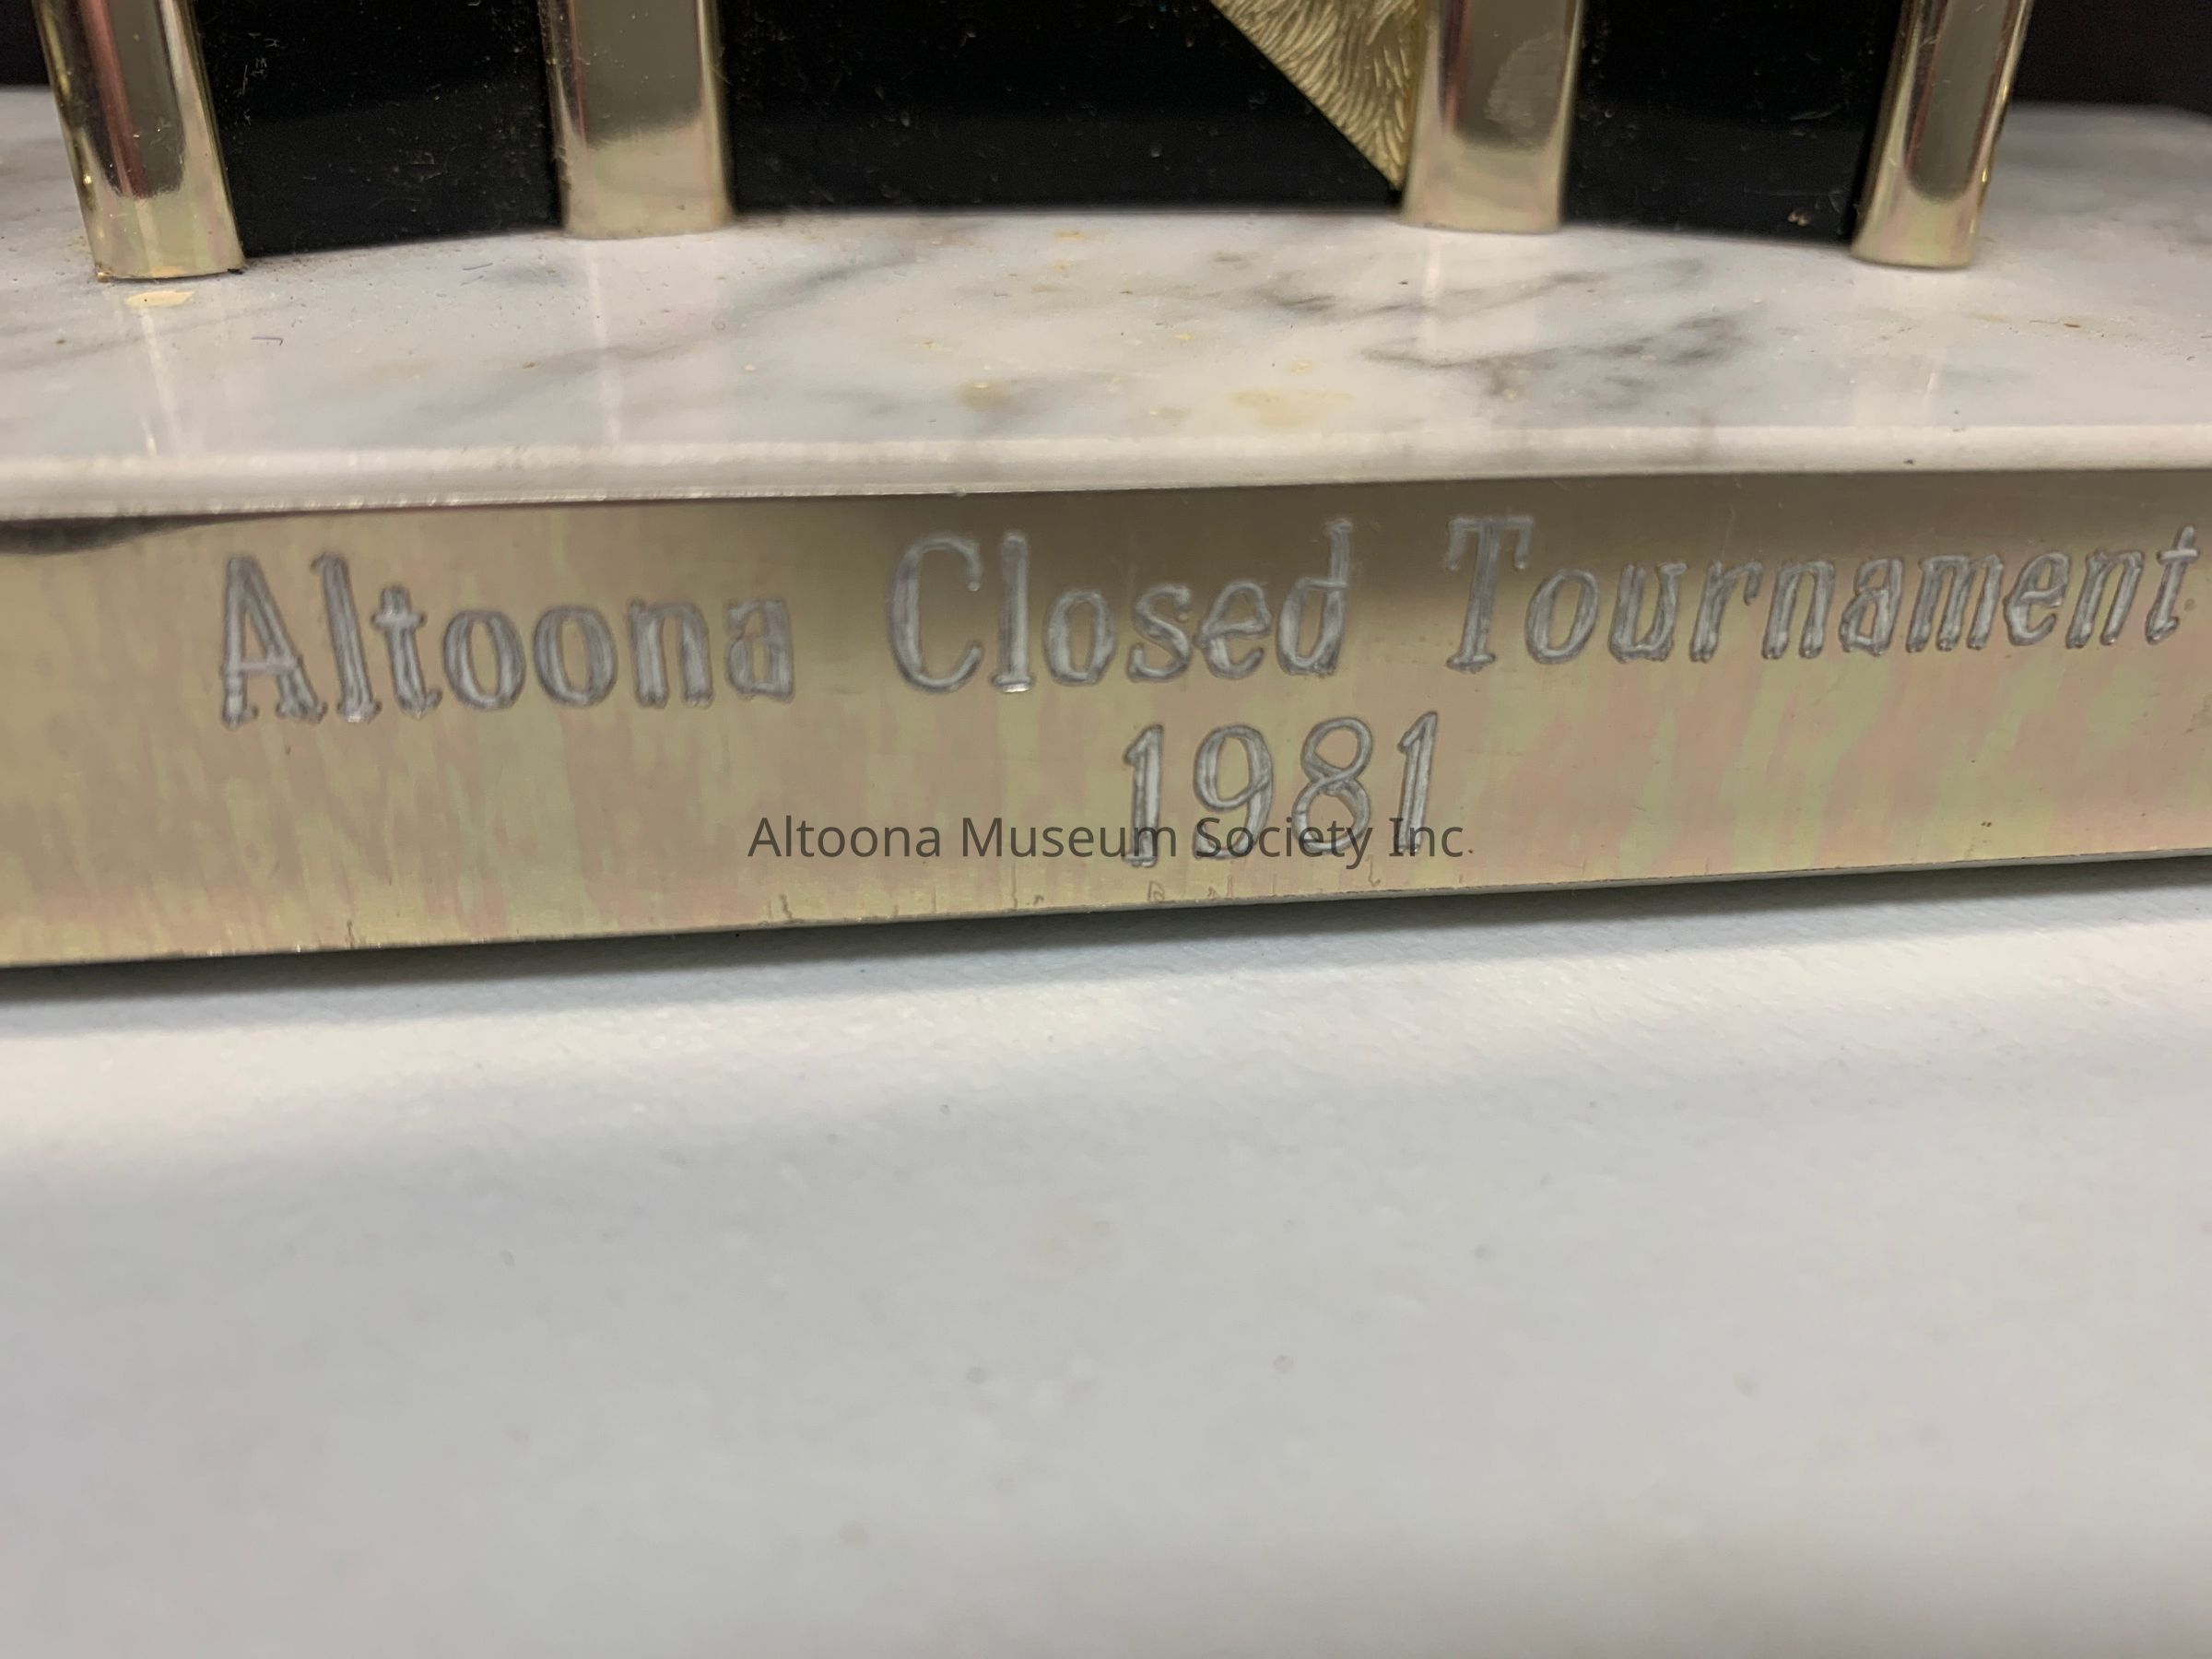 Altoona Closed Tournament
1981
Altoona Museum Society Inc.